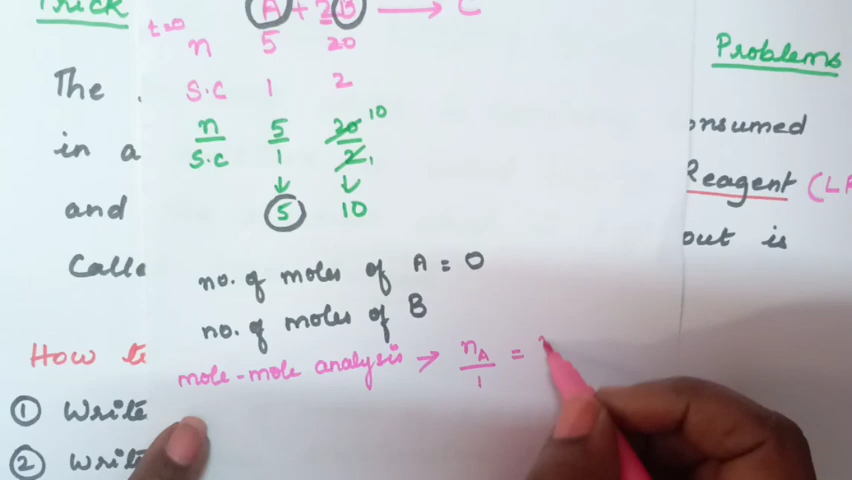 Trick
A + 2B → C
t=0
n 5 20
S.C 1 2
n/S.C 5/1 20/2 10 1
5 10
no. of moles of A = 0
no. of moles of B
mole-mole analysis → nA/1 =
Problems
The
onsumed
in a
Reagent (LR
and
out is
Calle
How to
① Write
② Write